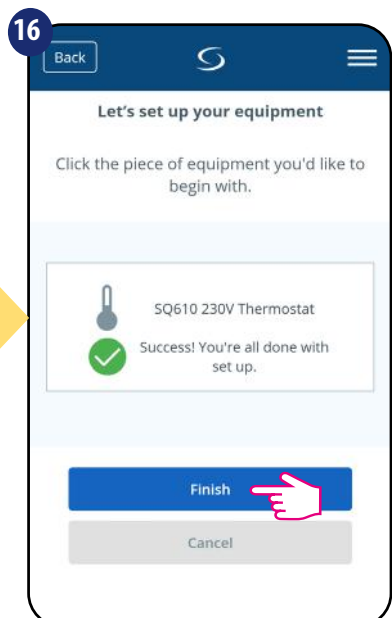 16
Back
Let's set up your equipment
Click the piece of equipment you'd like to
begin with.
SQ610 230V Thermostat
Success! You're all done with
set up.
Finish
Cancel